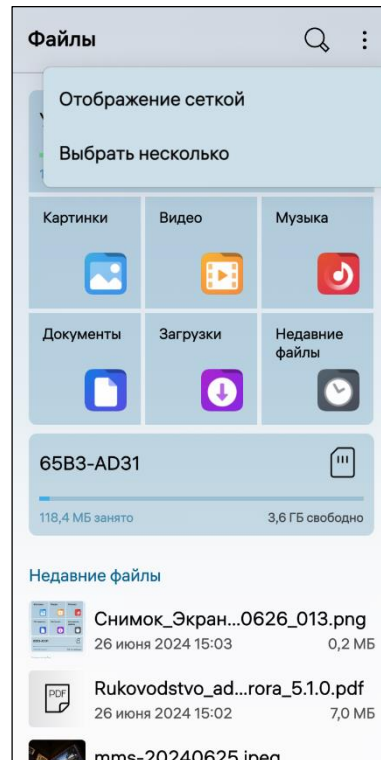 Файлы
Отображение сеткой
Выбрать несколько
Картинки
Видео
Музыка
Документы
Загрузки
Недавние
файлы
65B3-AD31
118,4 МБ занято
3,6 ГБ свободно
Недавние файлы
Снимок_Экран...0626_013.png
26 июня 2024 15:03
0,2 МБ
PDF
Rukovodstvo_ad...rora_5.1.0.pdf
26 июня 2024 15:02
7,0 МБ
mms-20240625.jpeg